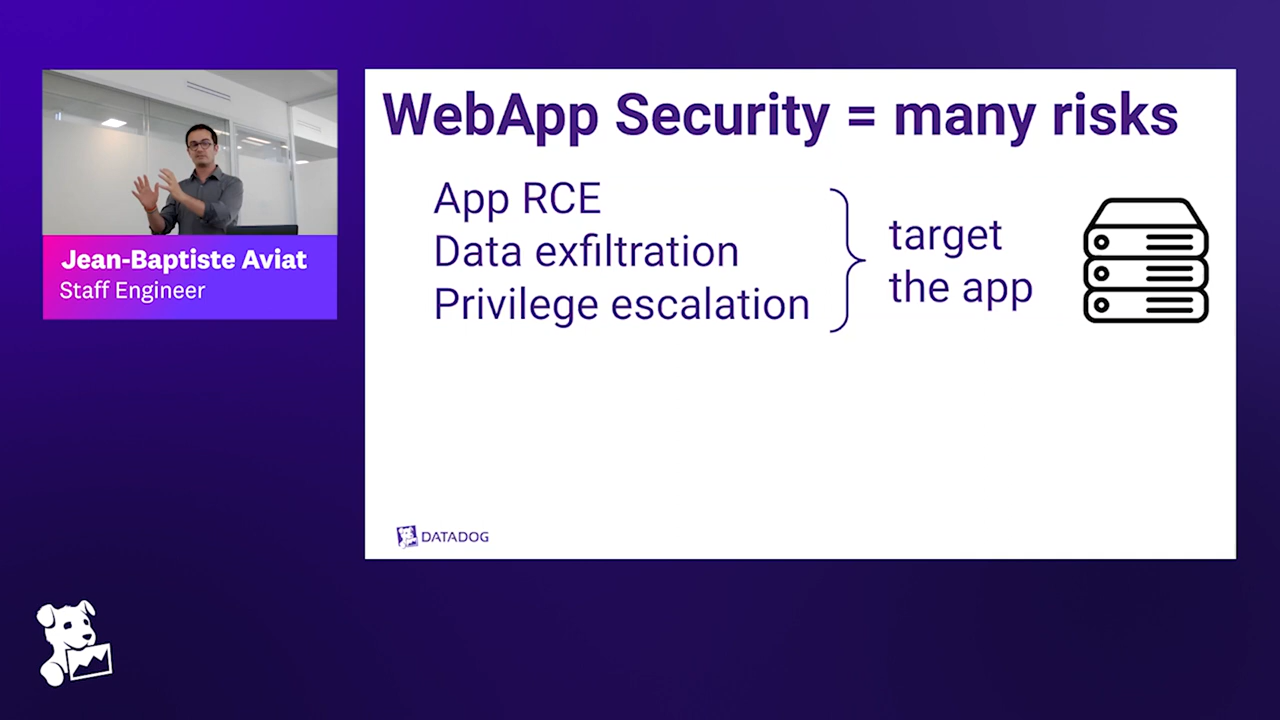 WebApp Security = many risks
App RCE
Data exfiltration
Privilege escalation
target
the app
Jean-Baptiste Aviat
Staff Engineer
DATADOG